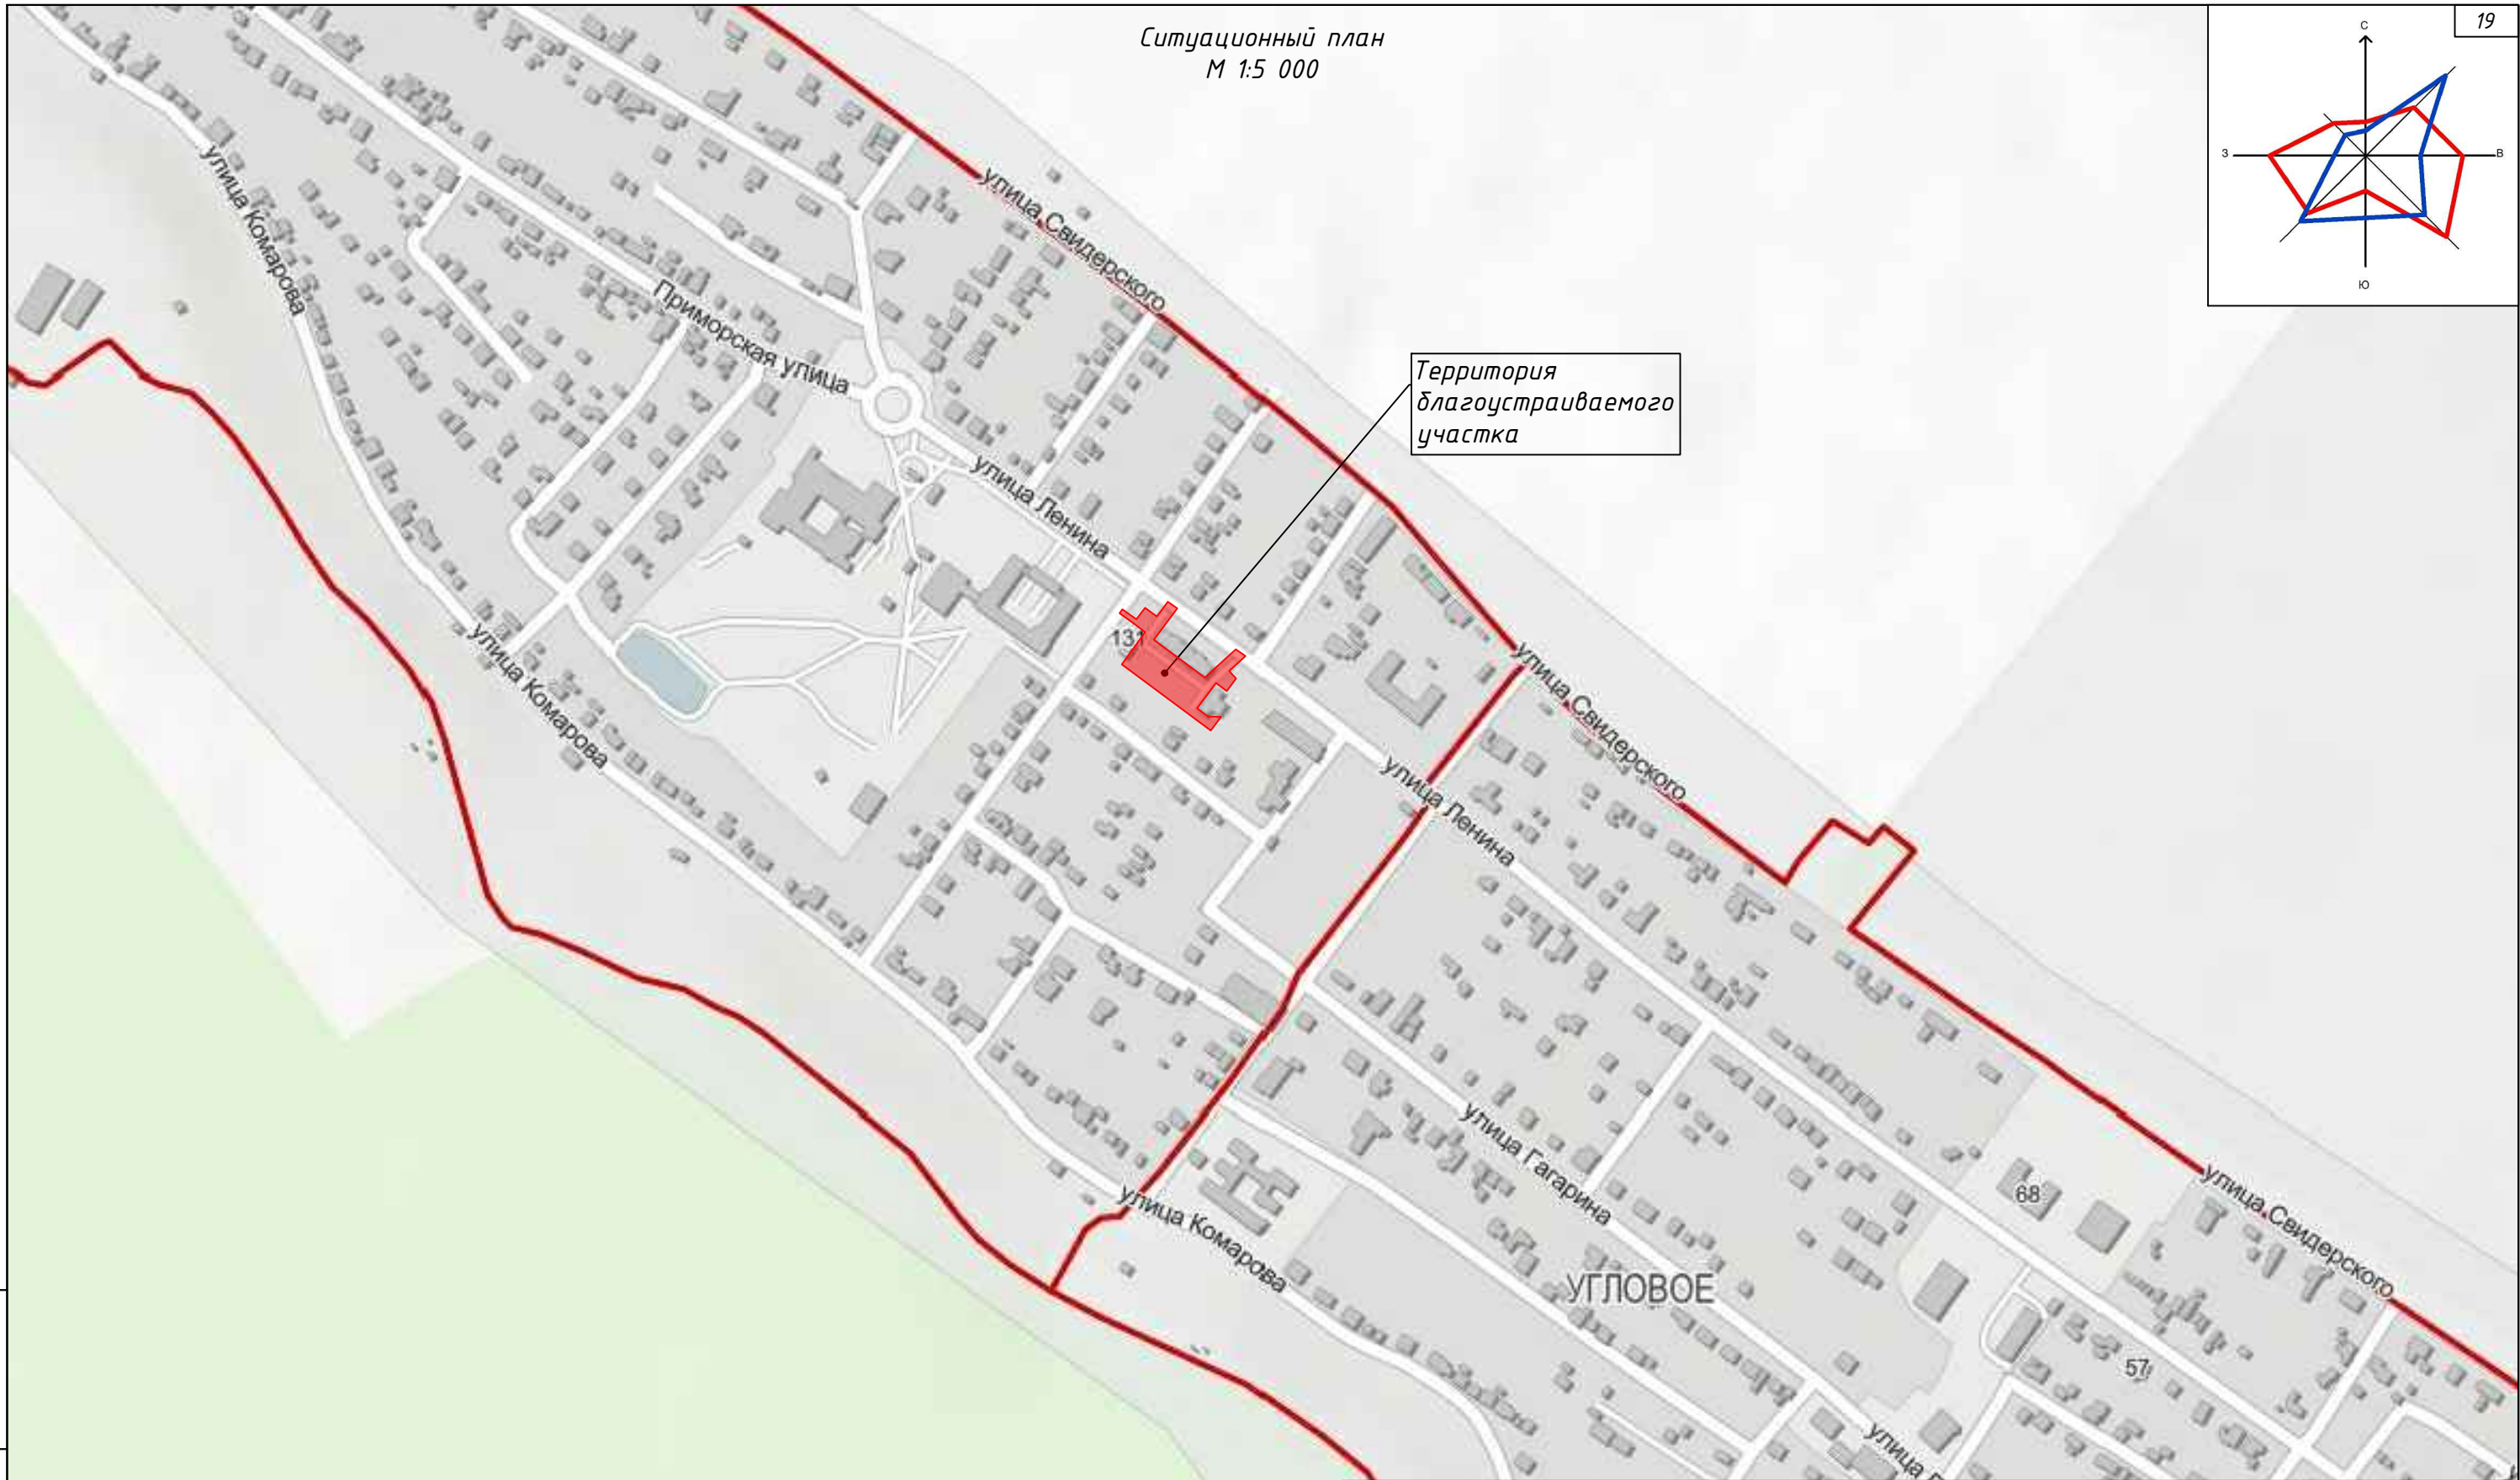 Ситуационный план
М 1:5 000
19
С
З
В
Ю
улица Комарова
улица Свидерского
Приморская улица
Территория
благоустраиваемого
участка
улица Ленина
131
улица Комарова
улица Свидерского
улица Ленина
улица Гагарина
улица Комарова
68
улица Свидерского
УГЛОВОЕ
57
улица